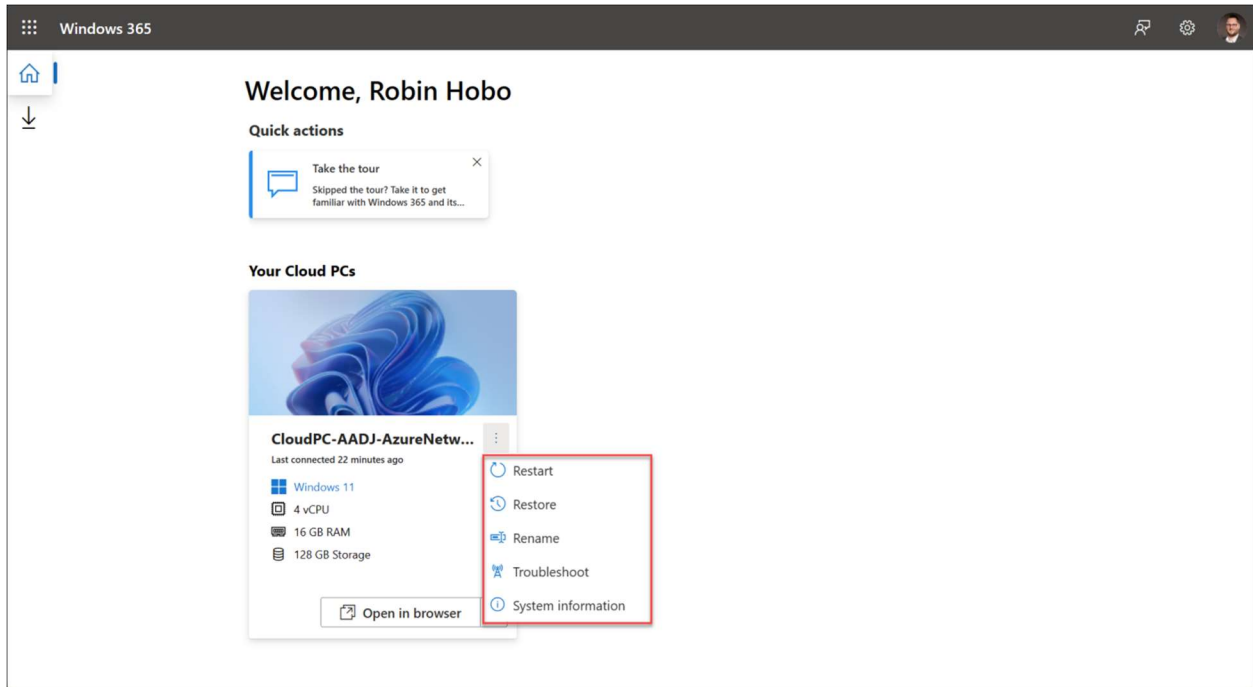 Windows 365
Welcome, Robin Hobo
Quick actions
Take the tour
Skipped the tour? Take it to get
familiar with Windows 365 and its...
Your Cloud PCs
CloudPC-AADJ-AzureNetw...
Last connected 22 minutes ago
Windows 11
4 vCPU
16 GB RAM
128 GB Storage
Open in browser
Restart
Restore
Rename
Troubleshoot
System information